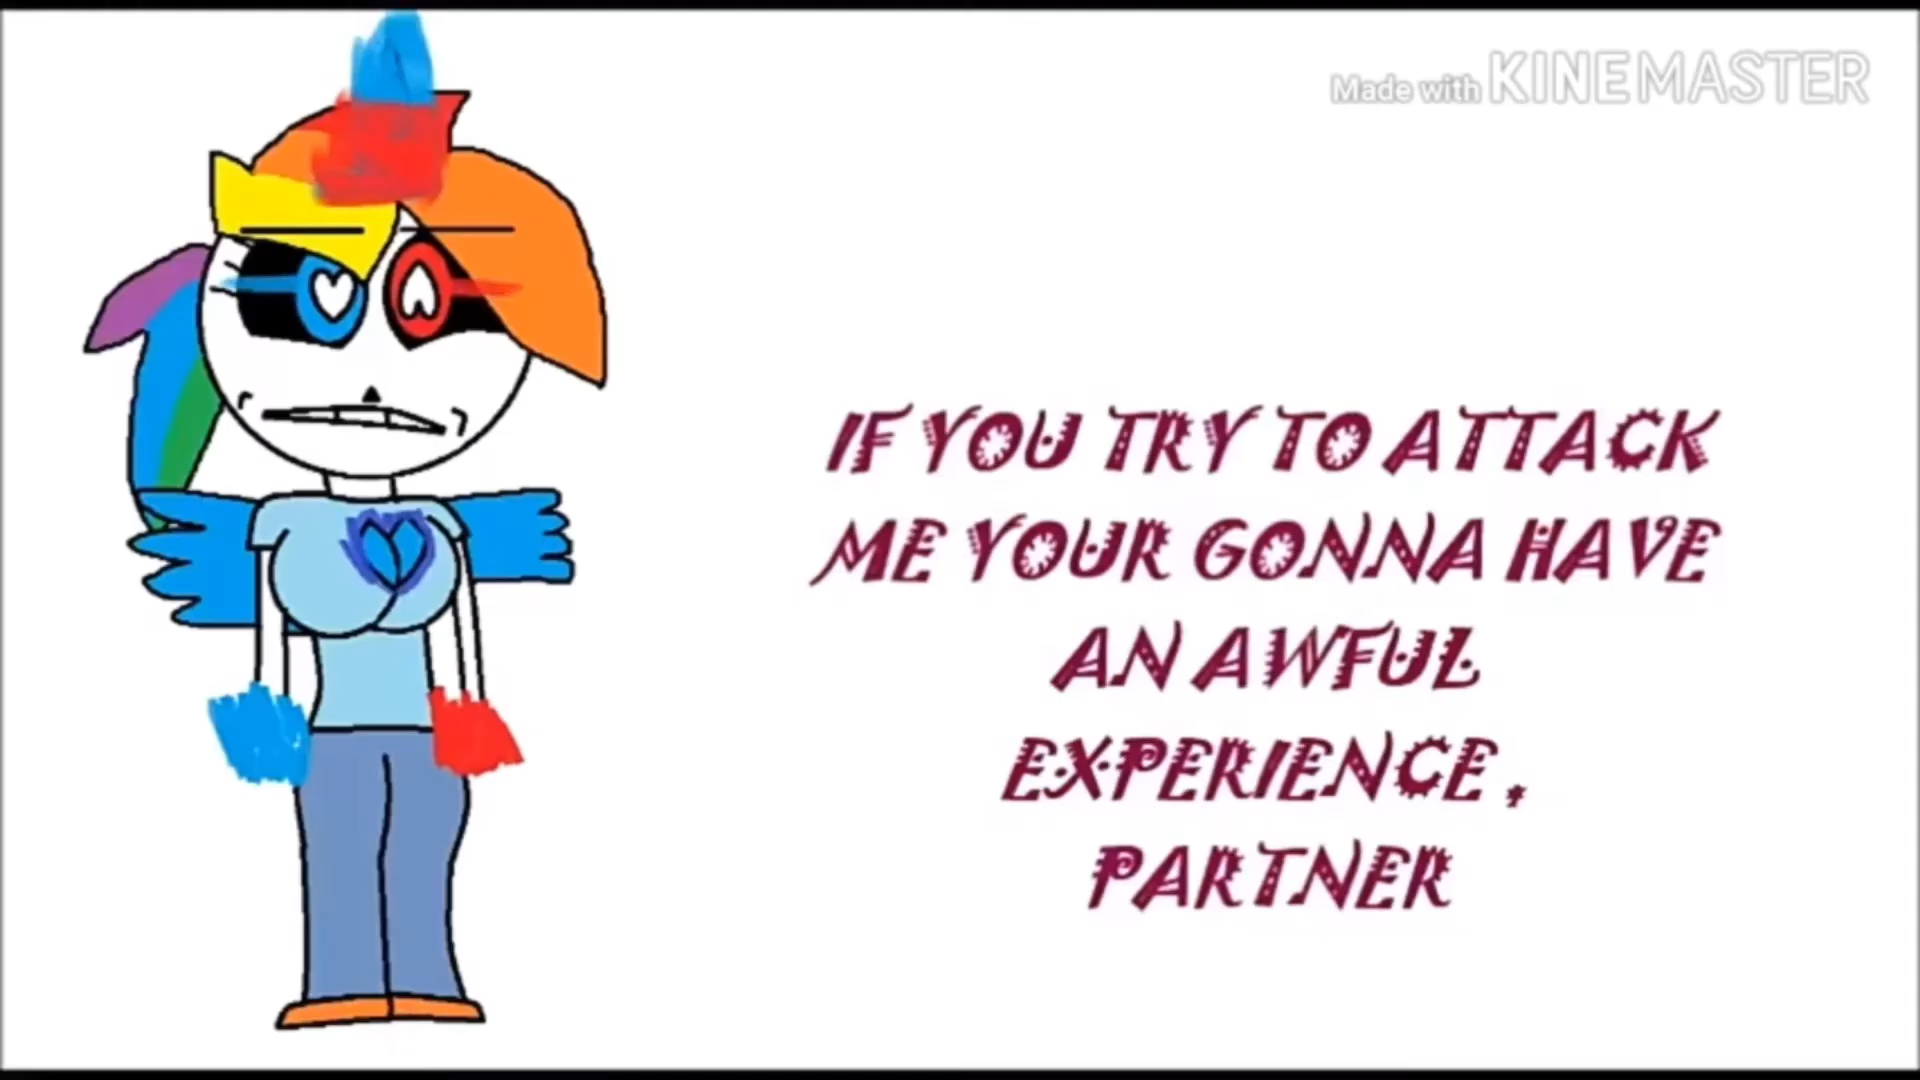 Made with KINEMASTER
IF YOU TRY TO ATTACK
ME YOUR GONNA HAVE
AN AWFUL
EXPERIENCE,
PARTNER